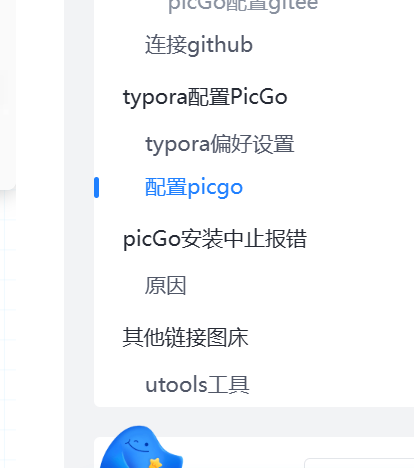 picGo配置gitee
连接github
typora配置PicGo
typora偏好设置
配置picgo
picGo安装中止报错
原因
其他链接图床
utools工具